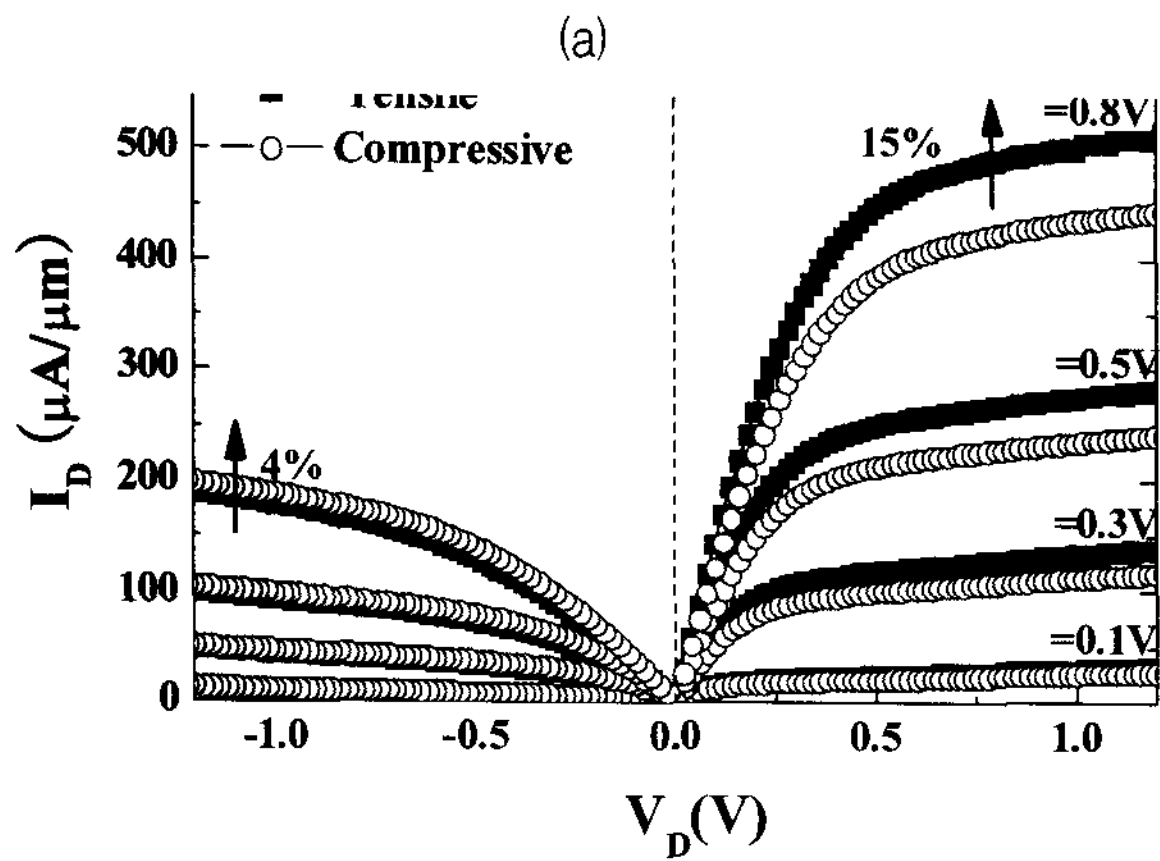 (a)
Compressive
=0.8V
15%
=0.5V
4%
=0.3V
=0.1V
500
400
300
200
100
0
I_D (μA/μm)
-1.0 -0.5 0.0 0.5 1.0
V_D(V)